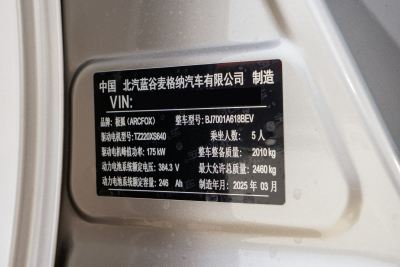 中国 北汽蓝谷麦格纳汽车有限公司 制造
VIN:
品牌：极狐（ARCFOX） 整车型号：BJ7001A618BEV
驱动电机型号：TZ220XS640 乘坐人数： 5 人
驱动电机峰值功率： 175 kW 整车整备质量： 2010 kg
动力电池系统额定电压： 384.3 V 最大允许总质量： 2460 kg
动力电池系统额定容量： 246 Ah 制造年月： 2025 年 03 月